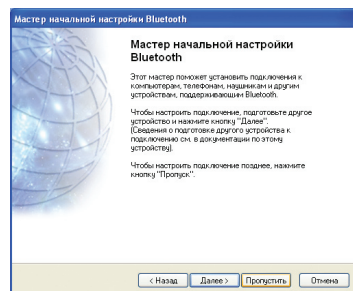 Мастер начальной настройки Bluetooth
Мастер начальной настройки
Bluetooth
Этот мастер поможет установить подключения к
компьютерам, телефонам, наушникам и другим
устройствам, поддерживающим Bluetooth.
Чтобы настроить подключение, подготовьте другое
устройство и нажмите кнопку "Далее".
(Сведения о подготовке другого устройства к
подключению см. в документации по этому
устройству).
Чтобы настроить подключение позднее, нажмите
кнопку "Пропуск".
< Назад Далее > Пропустить Отмена